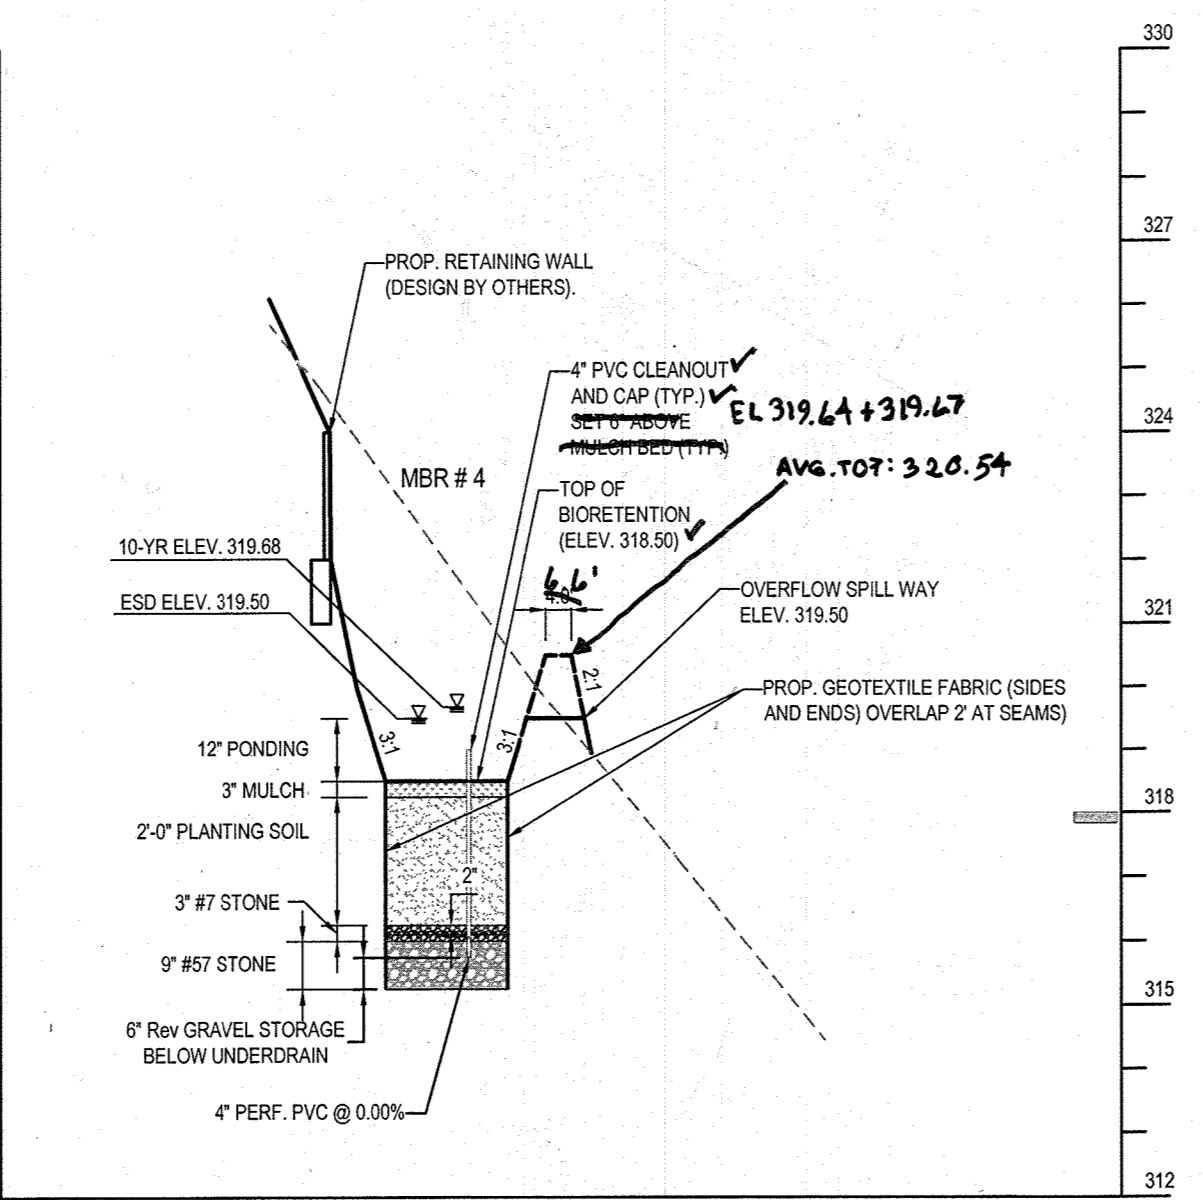 330
327
PROP. RETAINING WALL
(DESIGN BY OTHERS).
4" PVC CLEANOUT ✓
AND CAP (TYP.) ✓
SET 6" ABOVE
MULCH BED (TYP.)
EL 319.64 + 319.67
324
MBR # 4
AVG. TOT: 320.54
TOP OF
BIORETENTION
(ELEV. 318.50) ✓
10-YR ELEV. 319.68
ESD ELEV. 319.50
6.6'
4.0'
OVERFLOW SPILL WAY
ELEV. 319.50
321
2:1
PROP. GEOTEXTILE FABRIC (SIDES
AND ENDS) OVERLAP 2' AT SEAMS)
3:1
3:1
12" PONDING
3" MULCH
2'-0" PLANTING SOIL
318
2"
3" #7 STONE
9" #57 STONE
315
6" Rev GRAVEL STORAGE
BELOW UNDERDRAIN
4" PERF. PVC @ 0.00%
312